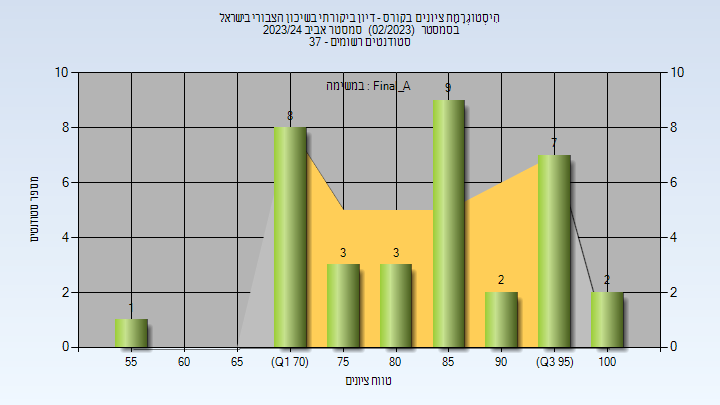 היסטוגרמת ציונים בקורס - דיון ביקורתי בשיכון הצבורי בישראל
בסמסטר (02/2023) סמסטר אביב 2023/24
סטודנטים רשומים - 37
במשימה : Final_A
10 10
8 8
6 6
4 4
2 2
0 0
1 8 3 3 9 2 7 2
מספר סטודנטים
55 60 65 (Q1 70) 75 80 85 90 (Q3 95) 100
טווח ציונים